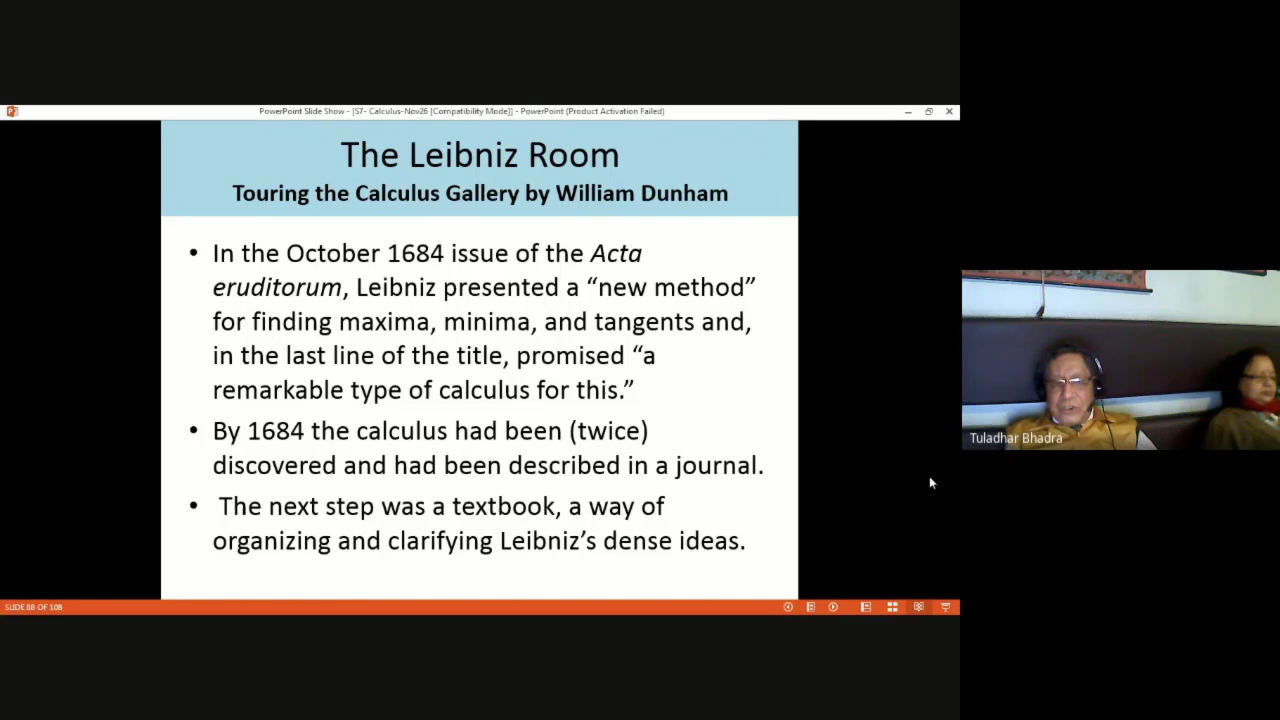 PowerPoint Slide Show - [S7- Calculus-Nov26 [Compatibility Mode]] - PowerPoint (Product Activation Failed)
The Leibniz Room
Touring the Calculus Gallery by William Dunham
• In the October 1684 issue of the Acta
eruditorum, Leibniz presented a “new method”
for finding maxima, minima, and tangents and,
in the last line of the title, promised “a
remarkable type of calculus for this.”
• By 1684 the calculus had been (twice)
discovered and had been described in a journal.
• The next step was a textbook, a way of
organizing and clarifying Leibniz’s dense ideas.
Tuladhar Bhadra
SLIDE 88 OF 108